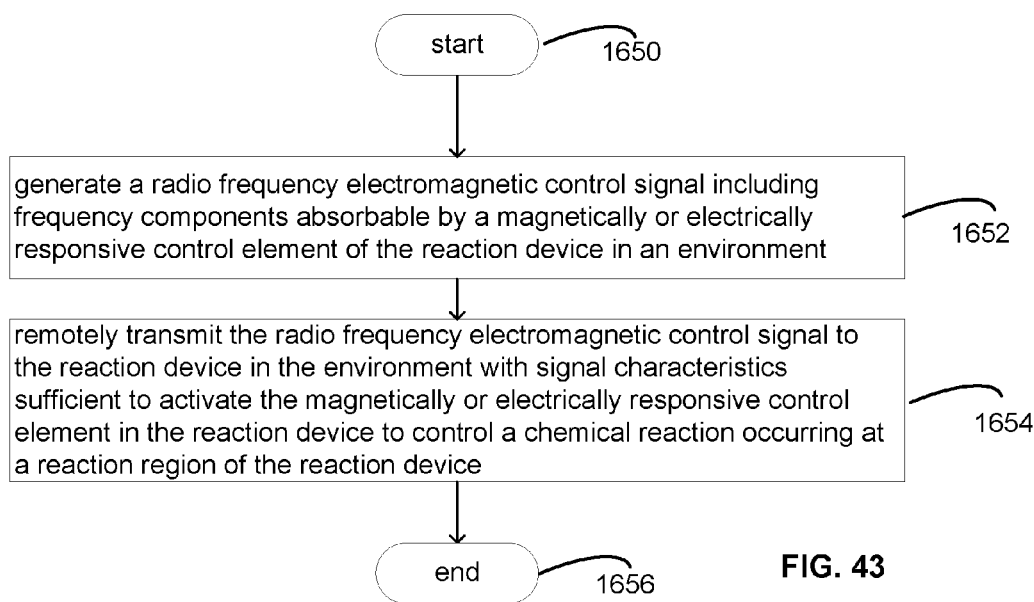 start
1650
generate a radio frequency electromagnetic control signal including
frequency components absorbable by a magnetically or electrically
responsive control element of the reaction device in an environment
1652
remotely transmit the radio frequency electromagnetic control signal to
the reaction device in the environment with signal characteristics
sufficient to activate the magnetically or electrically responsive control
element in the reaction device to control a chemical reaction occurring at
a reaction region of the reaction device
1654
end
1656
FIG. 43